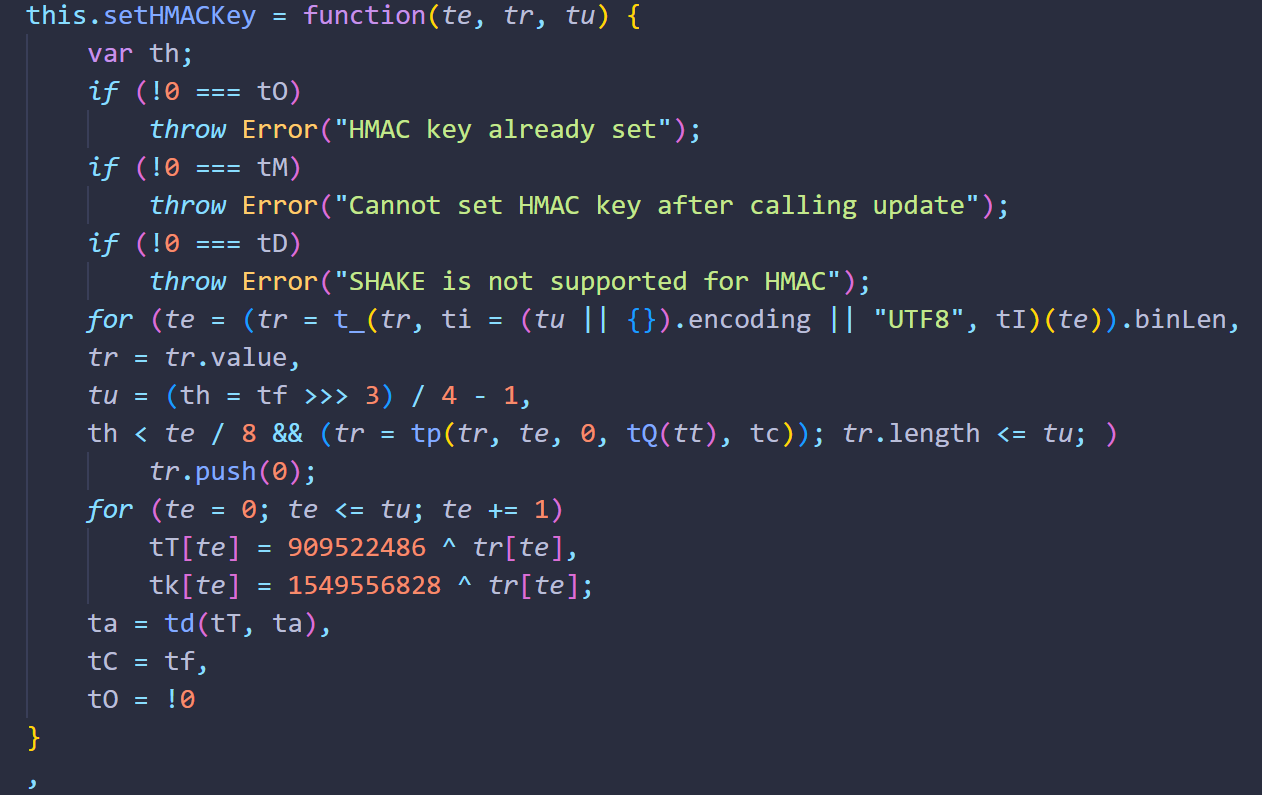 this.setHMACKey = function(te, tr, tu) {
    var th;
    if (!0 === tO)
        throw Error("HMAC key already set");
    if (!0 === tM)
        throw Error("Cannot set HMAC key after calling update");
    if (!0 === tD)
        throw Error("SHAKE is not supported for HMAC");
    for (te = (tr = t_(tr, ti = (tu || {}).encoding || "UTF8", tI)(te)).binLen,
    tr = tr.value,
    tu = (th = tf >>> 3) / 4 - 1,
    th < te / 8 && (tr = tp(tr, te, 0, tQ(tt), tc)); tr.length <= tu; )
        tr.push(0);
    for (te = 0; te <= tu; te += 1)
        tT[te] = 909522486 ^ tr[te],
        tk[te] = 1549556828 ^ tr[te];
    ta = td(tT, ta),
    tC = tf,
    tO = !0
}
,